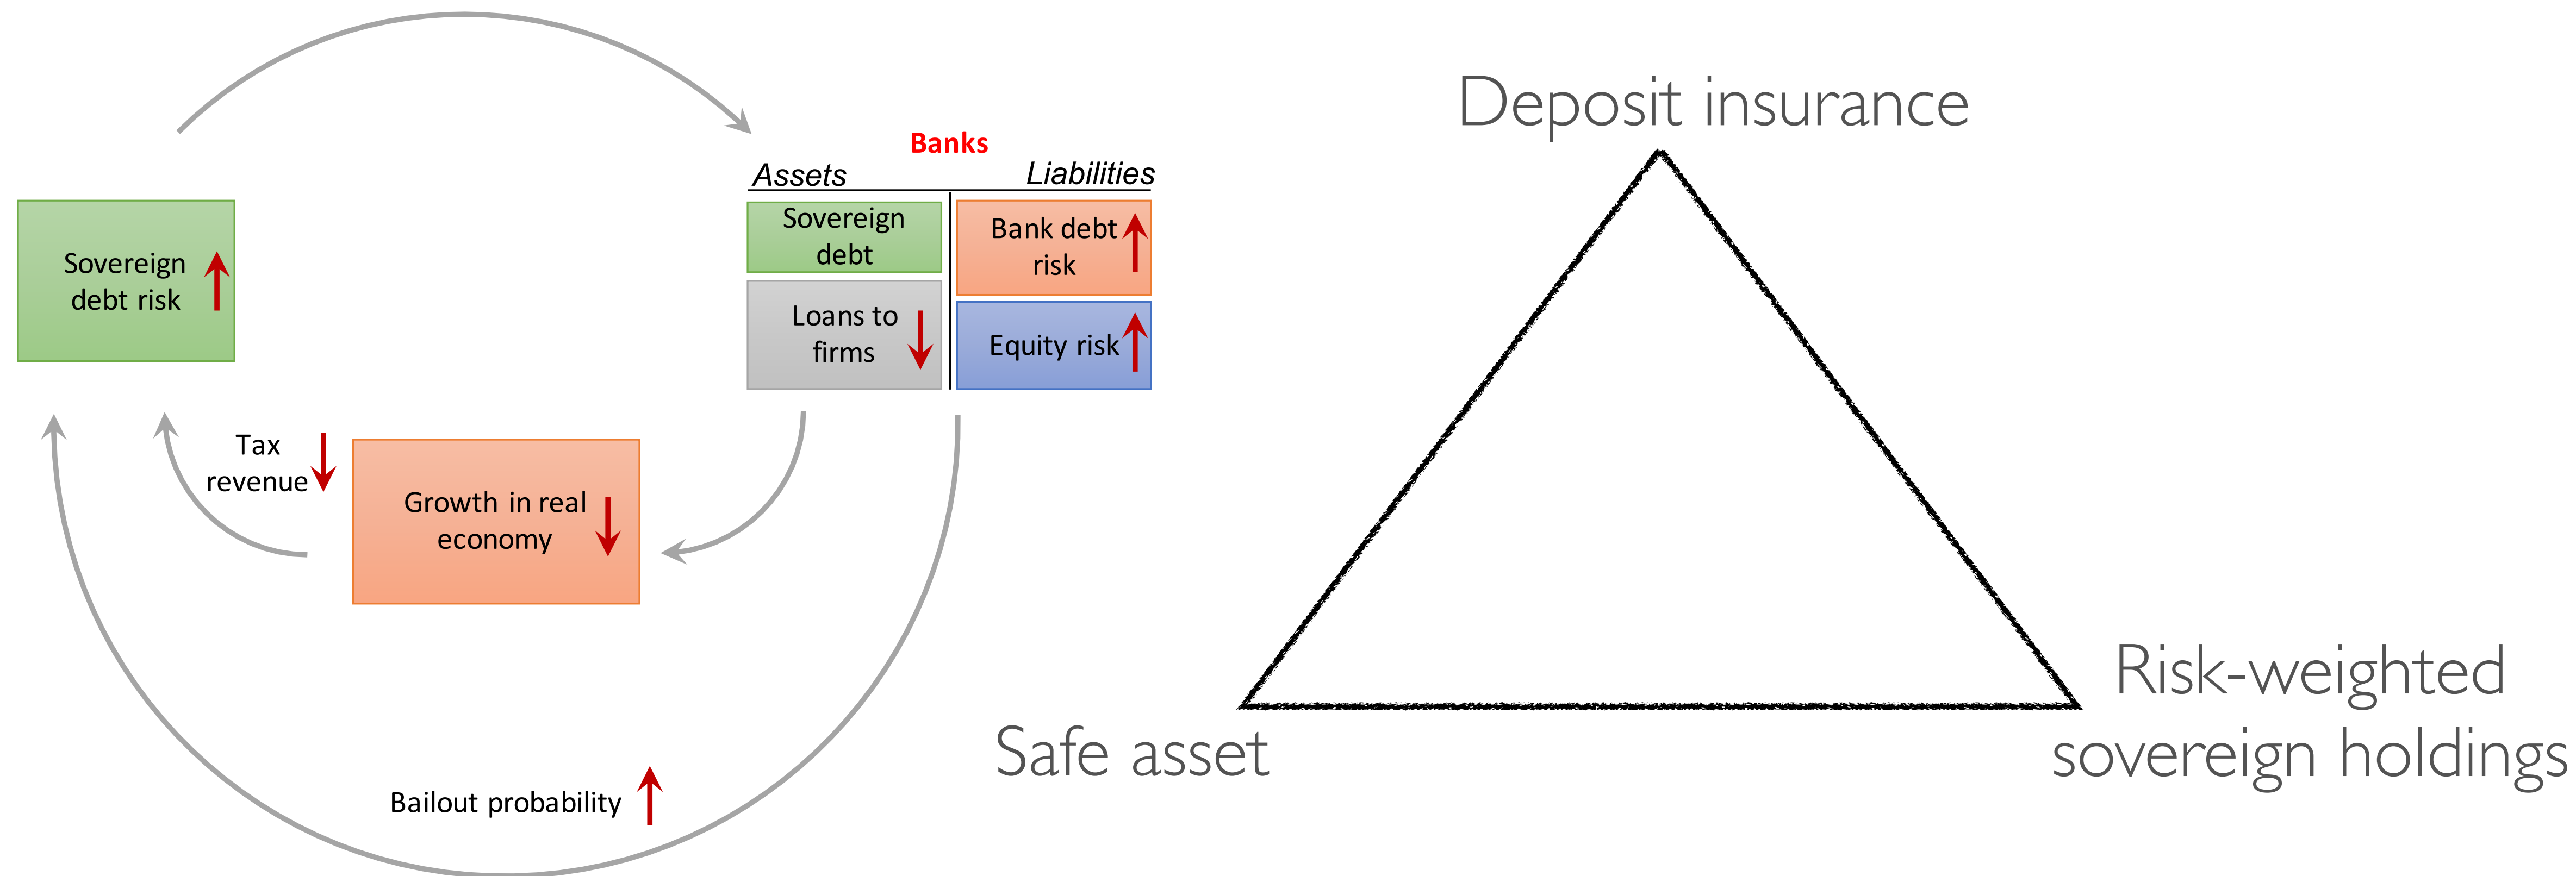 Banks
Assets
Liabilities
Sovereign
debt risk
Sovereign
debt
Bank debt
risk
Loans to
firms
Equity risk
Tax
revenue
Growth in real
economy
Bailout probability
Deposit insurance
Safe asset
Risk-weighted
sovereign holdings